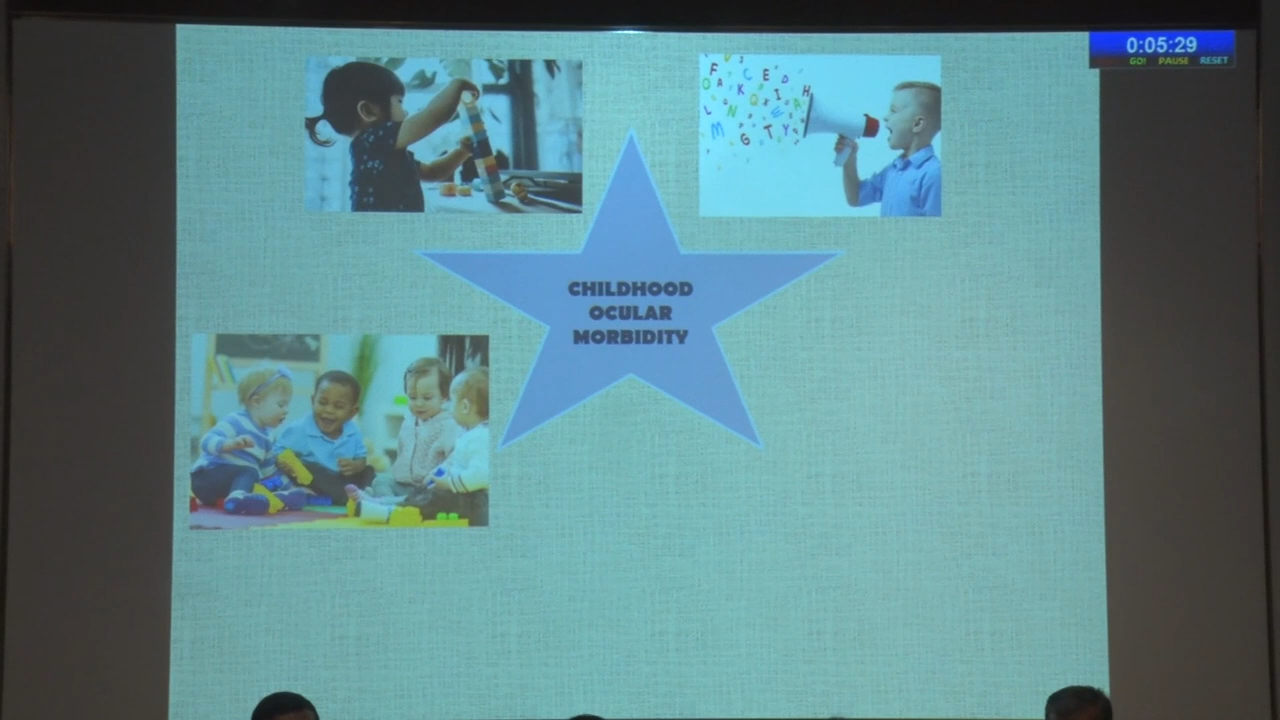 0:05:29
GO! PAUSE RESET
CHILDHOOD
OCULAR
MORBIDITY